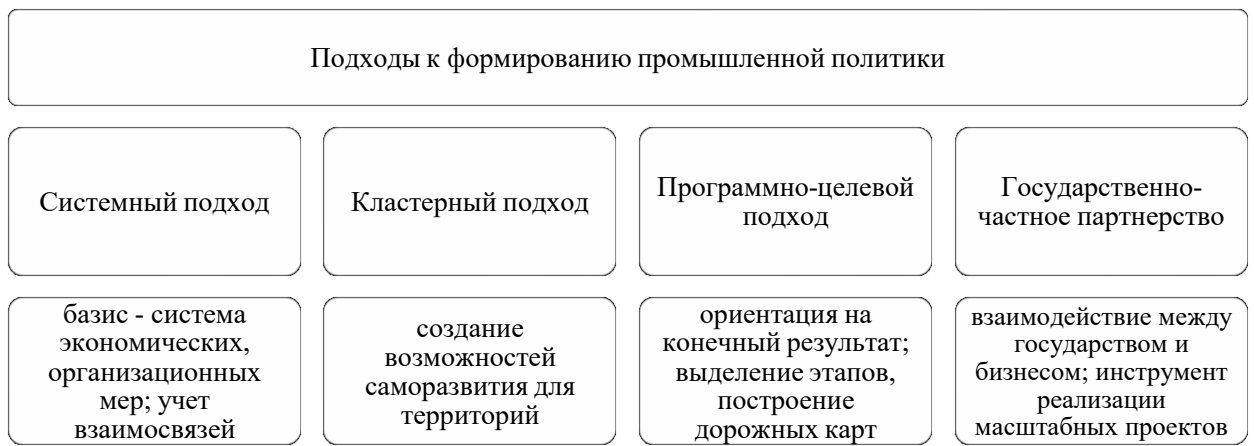 Подходы к формированию промышленной политики
Системный подход
Кластерный подход
Программно-целевой
подход
Государственно-
частное партнерство
базис - система
экономических,
организационных
мер; учет
взаимосвязей
создание
возможностей
саморазвития для
территорий
ориентация на
конечный результат;
выделение этапов,
построение
дорожных карт
взаимодействие между
государством и
бизнесом; инструмент
реализации
масштабных проектов